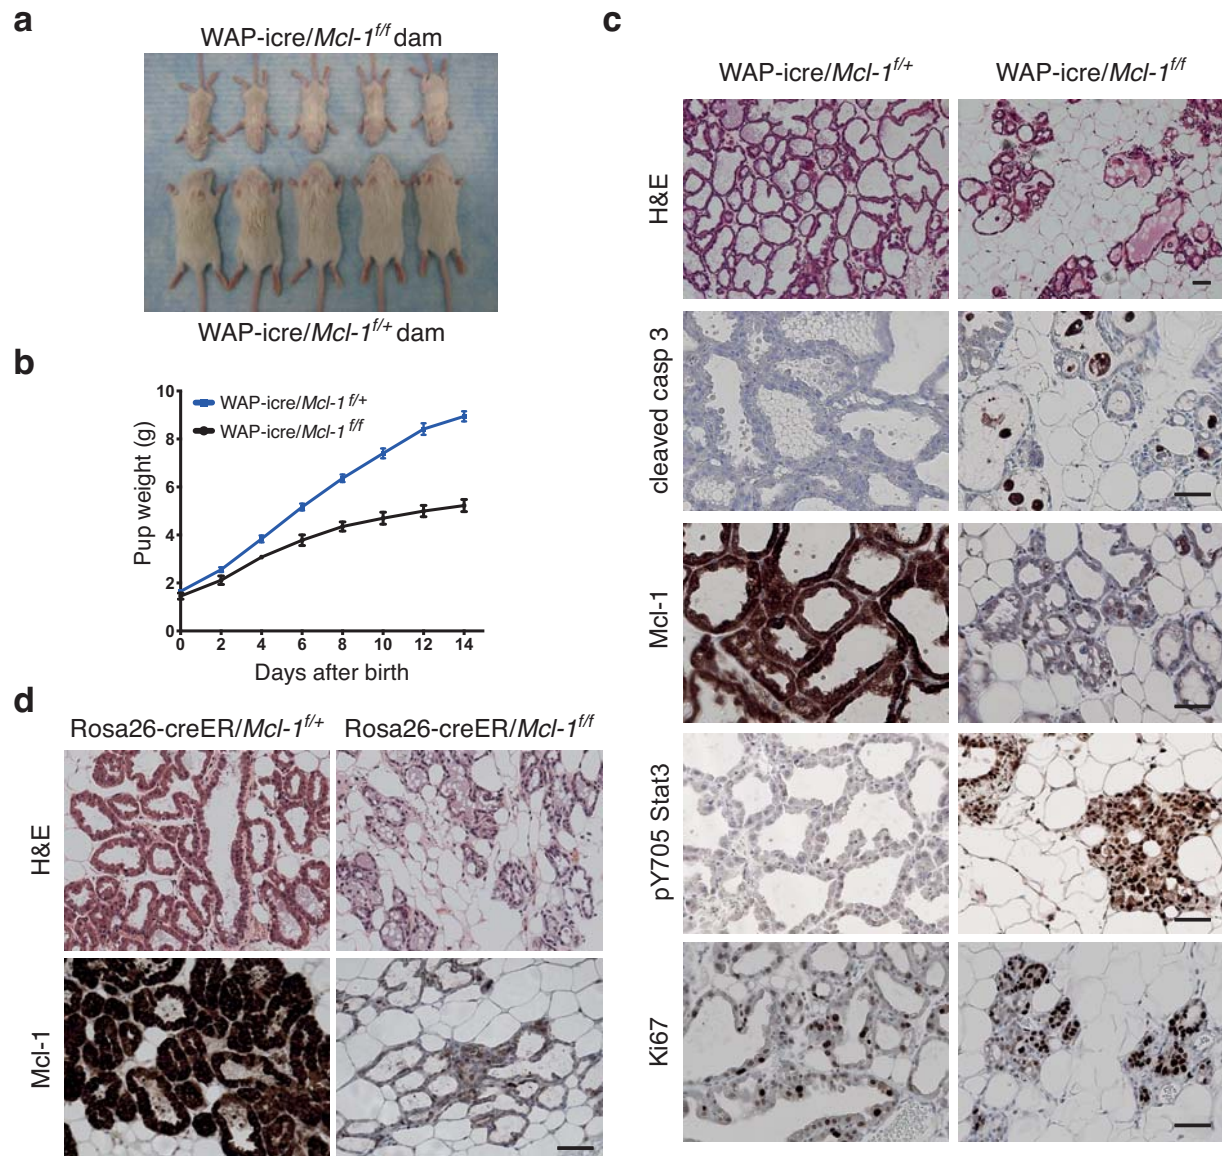 a
WAP-icre/Mcl-1f/f dam
WAP-icre/Mcl-1f/+ dam
b
10
8
6
4
2
0
WAP-icre/Mcl-1 f/+
WAP-icre/Mcl-1 f/f
Pup weight (g)
0 2 4 6 8 10 12 14
Days after birth
c
WAP-icre/Mcl-1f/+ WAP-icre/Mcl-1f/f
H&E
cleaved casp 3
Mcl-1
pY705 Stat3
Ki67
d
Rosa26-creER/Mcl-1f/+ Rosa26-creER/Mcl-1f/f
H&E
Mcl-1